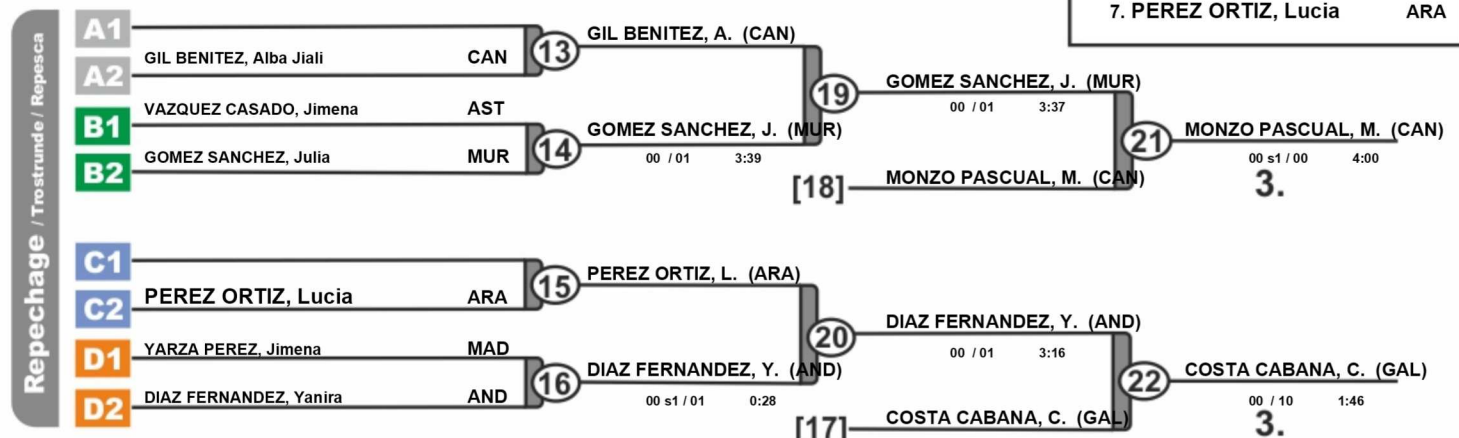 7. PEREZ ORTIZ, Lucia ARA
Repechage / Trostrunde / Repesca
A1
GIL BENITEZ, A. (CAN)
GIL BENITEZ, Alba Jiali CAN
13
A2
GOMEZ SANCHEZ, J. (MUR)
19
00 / 01 3:37
VAZQUEZ CASADO, Jimena AST
B1
GOMEZ SANCHEZ, J. (MUR)
21
MONZO PASCUAL, M. (CAN)
GOMEZ SANCHEZ, Julia MUR
14
00 / 01 3:39
00 s1 / 00 4:00
B2
[18]
MONZO PASCUAL, M. (CAN)
3.
C1
PEREZ ORTIZ, L. (ARA)
15
PEREZ ORTIZ, Lucia ARA
C2
DIAZ FERNANDEZ, Y. (AND)
20
00 / 01 3:16
YARZA PEREZ, Jimena MAD
D1
DIAZ FERNANDEZ, Y. (AND)
16
22
COSTA CABANA, C. (GAL)
DIAZ FERNANDEZ, Yanira AND
00 s1 / 01 0:28
00 / 10 1:46
D2
[17]
COSTA CABANA, C. (GAL)
3.